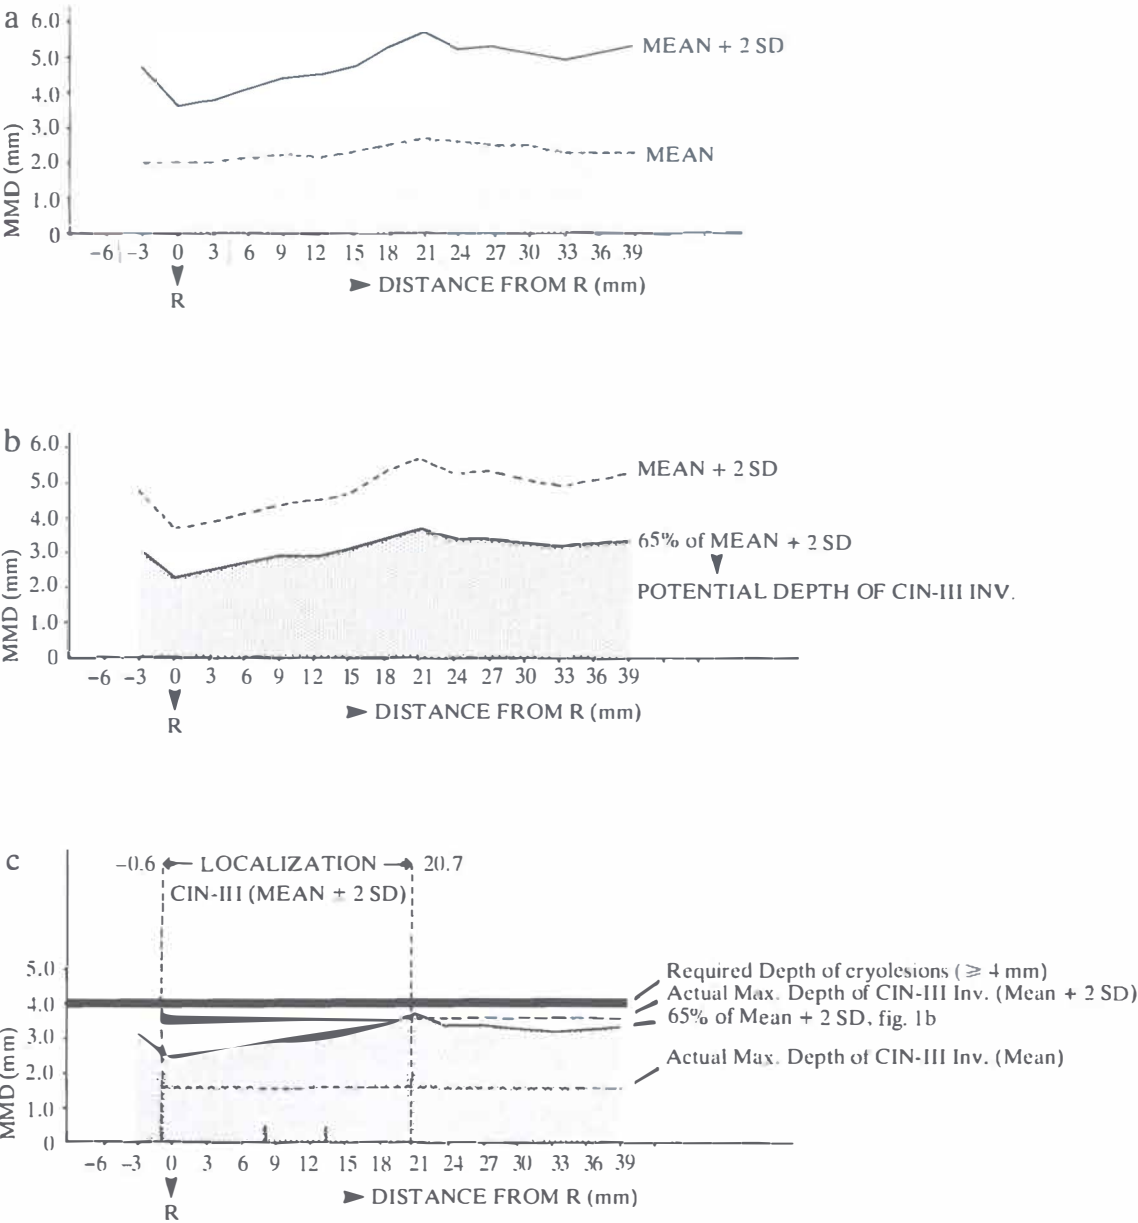 a
6.0
5.0
4.0
3.0
2.0
1.0
0
MMD (mm)
MEAN + 2 SD
MEAN
-6 -3 0 3 6 9 12 15 18 21 24 27 30 33 36 39
R
DISTANCE FROM R (mm)
b
6.0
5.0
4.0
3.0
2.0
1.0
0
MMD (mm)
MEAN + 2 SD
65% of MEAN + 2 SD
POTENTIAL DEPTH OF CIN-III INV.
-6 -3 0 3 6 9 12 15 18 21 24 27 30 33 36 39
R
DISTANCE FROM R (mm)
c
-0.6 LOCALIZATION 20.7
CIN-III (MEAN ± 2 SD)
5.0
4.0
3.0
2.0
1.0
0
MMD (mm)
Required Depth of cryolesions (⩾ 4 mm)
Actual Max. Depth of CIN-III Inv. (Mean + 2 SD)
65% of Mean + 2 SD, fig. 1b
Actual Max. Depth of CIN-III Inv. (Mean)
-6 -3 0 3 6 9 12 15 18 21 24 27 30 33 36 39
R
DISTANCE FROM R (mm)